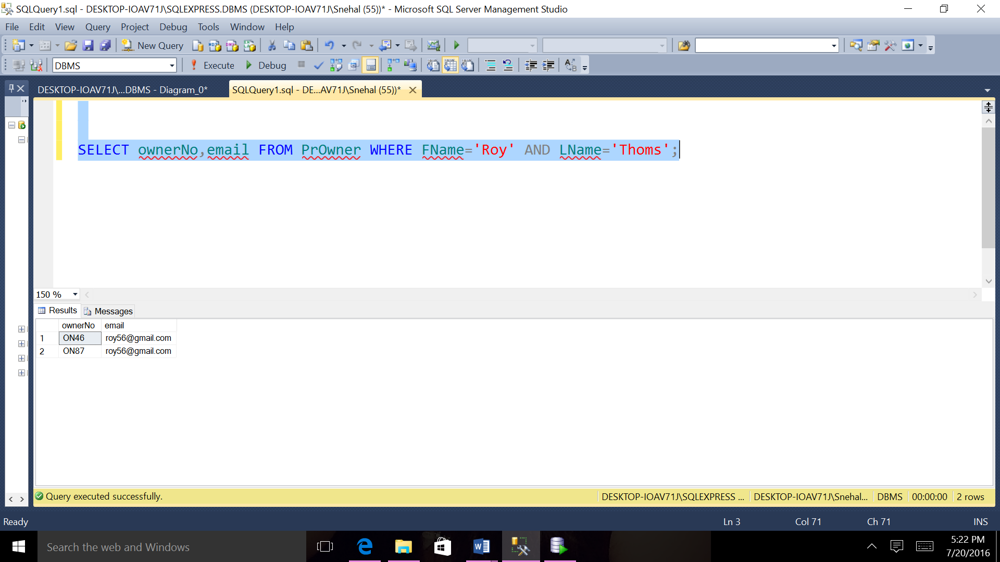 SQLQuery1.sql - DESKTOP-IOAV71J\SQLEXPRESS.DBMS (DESKTOP-IOAV71J\Snehal (55))* - Microsoft SQL Server Management Studio
File Edit View Query Project Debug Tools Window Help
New Query
DBMS Execute Debug
DESKTOP-IOAV71J\...DBMS - Diagram_0* SQLQuery1.sql - DE...AV71J\Snehal (55))*
SELECT ownerNo,email FROM PrOwner WHERE FName='Roy' AND LName='Thoms';
150 %
Results Messages
ownerNo email
1 ON46 roy56@gmail.com
2 ON87 roy56@gmail.com
Query executed successfully. DESKTOP-IOAV71J\SQLEXPRESS ... DESKTOP-IOAV71J\Snehal... DBMS 00:00:00 2 rows
Ready Ln 3 Col 71 Ch 71 INS
Search the web and Windows
5:22 PM
7/20/2016